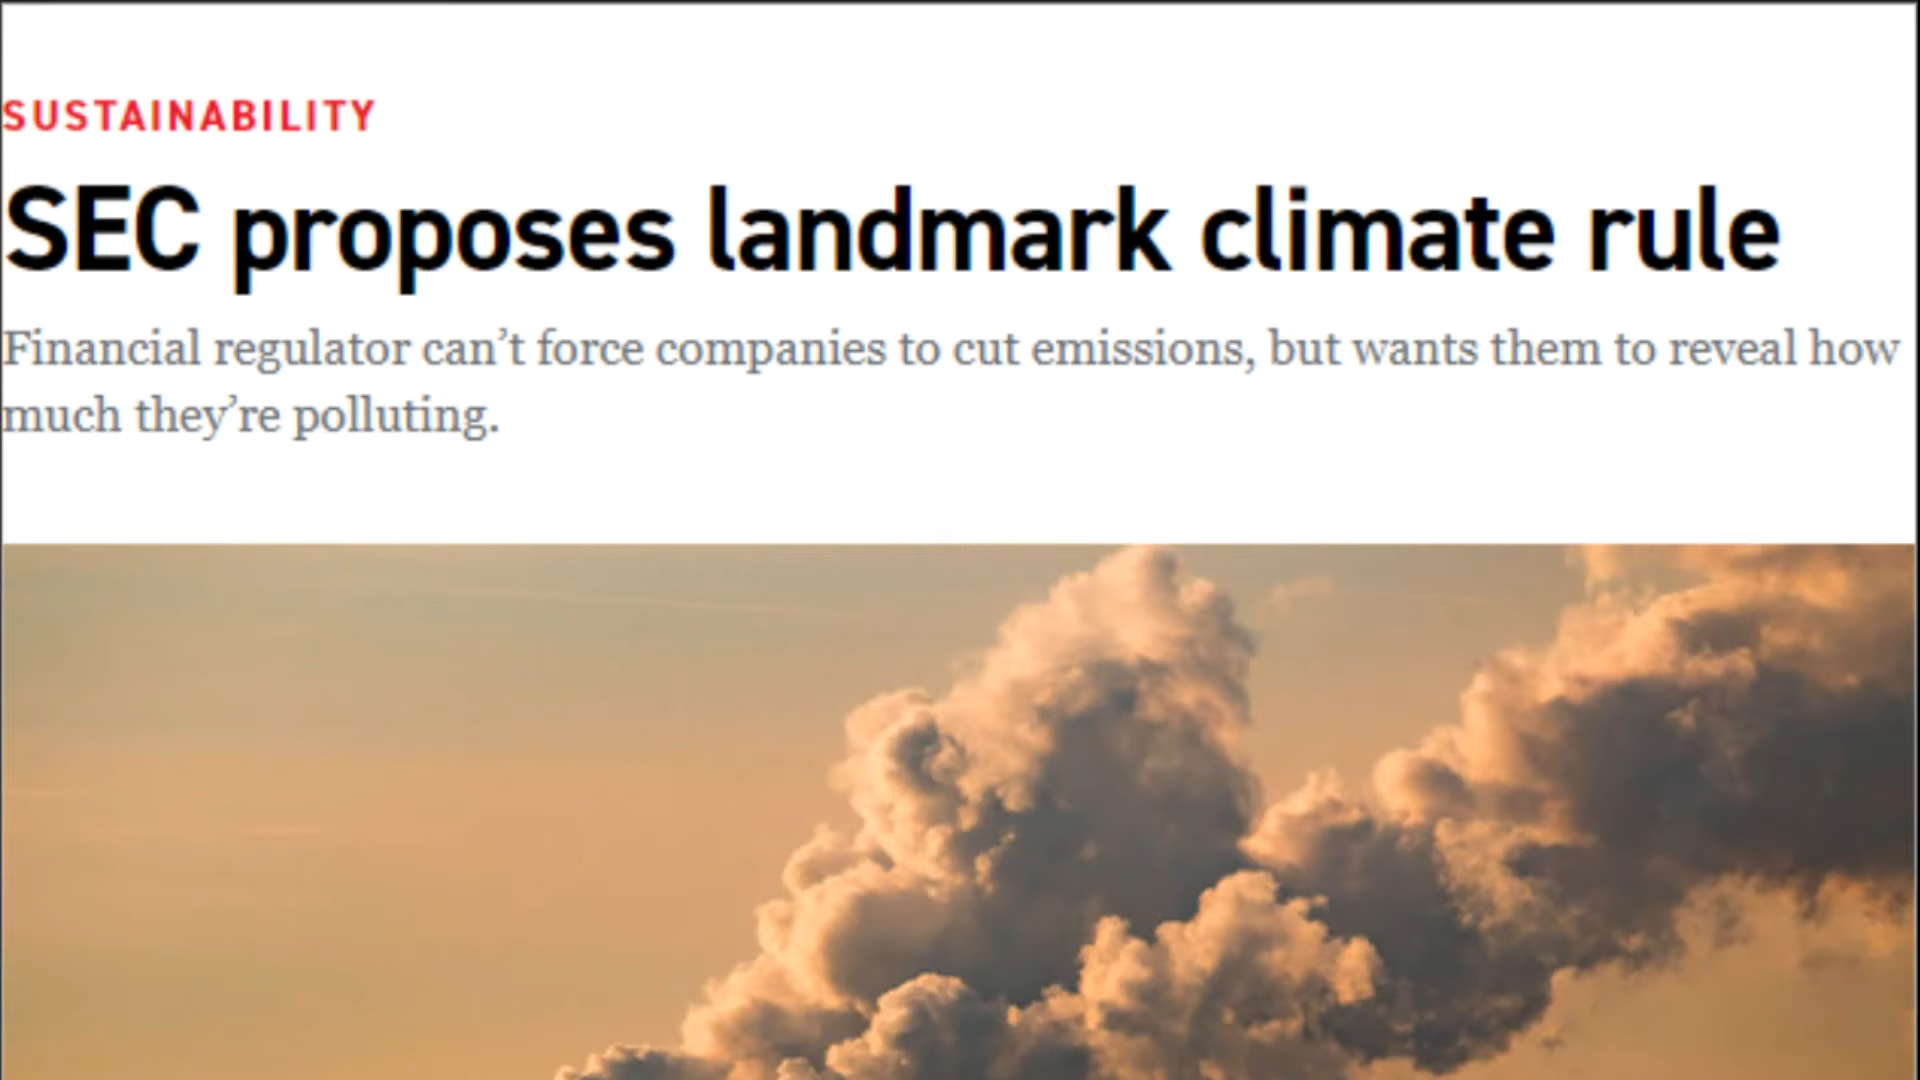 SUSTAINABILITY
SEC proposes landmark climate rule
Financial regulator can’t force companies to cut emissions, but wants them to reveal how
much they’re polluting.